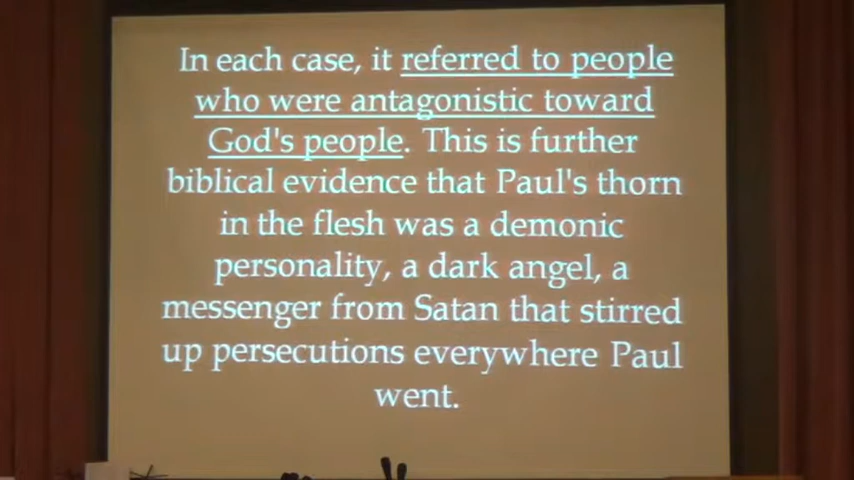 In each case, it referred to people
who were antagonistic toward
God's people. This is further
biblical evidence that Paul's thorn
in the flesh was a demonic
personality, a dark angel, a
messenger from Satan that stirred
up persecutions everywhere Paul
went.